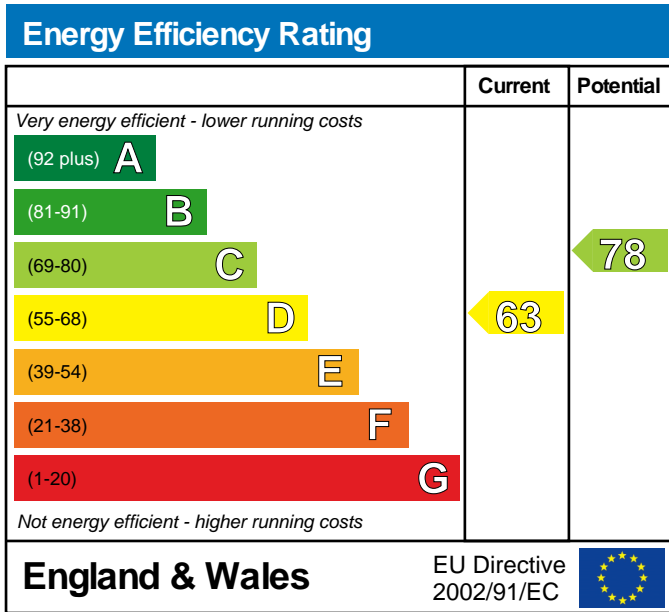 Energy Efficiency Rating
Current Potential
Very energy efficient - lower running costs
(92 plus) A
(81-91) B
(69-80) C
78
(55-68) D
63
(39-54) E
(21-38) F
(1-20) G
Not energy efficient - higher running costs
England & Wales
EU Directive
2002/91/EC